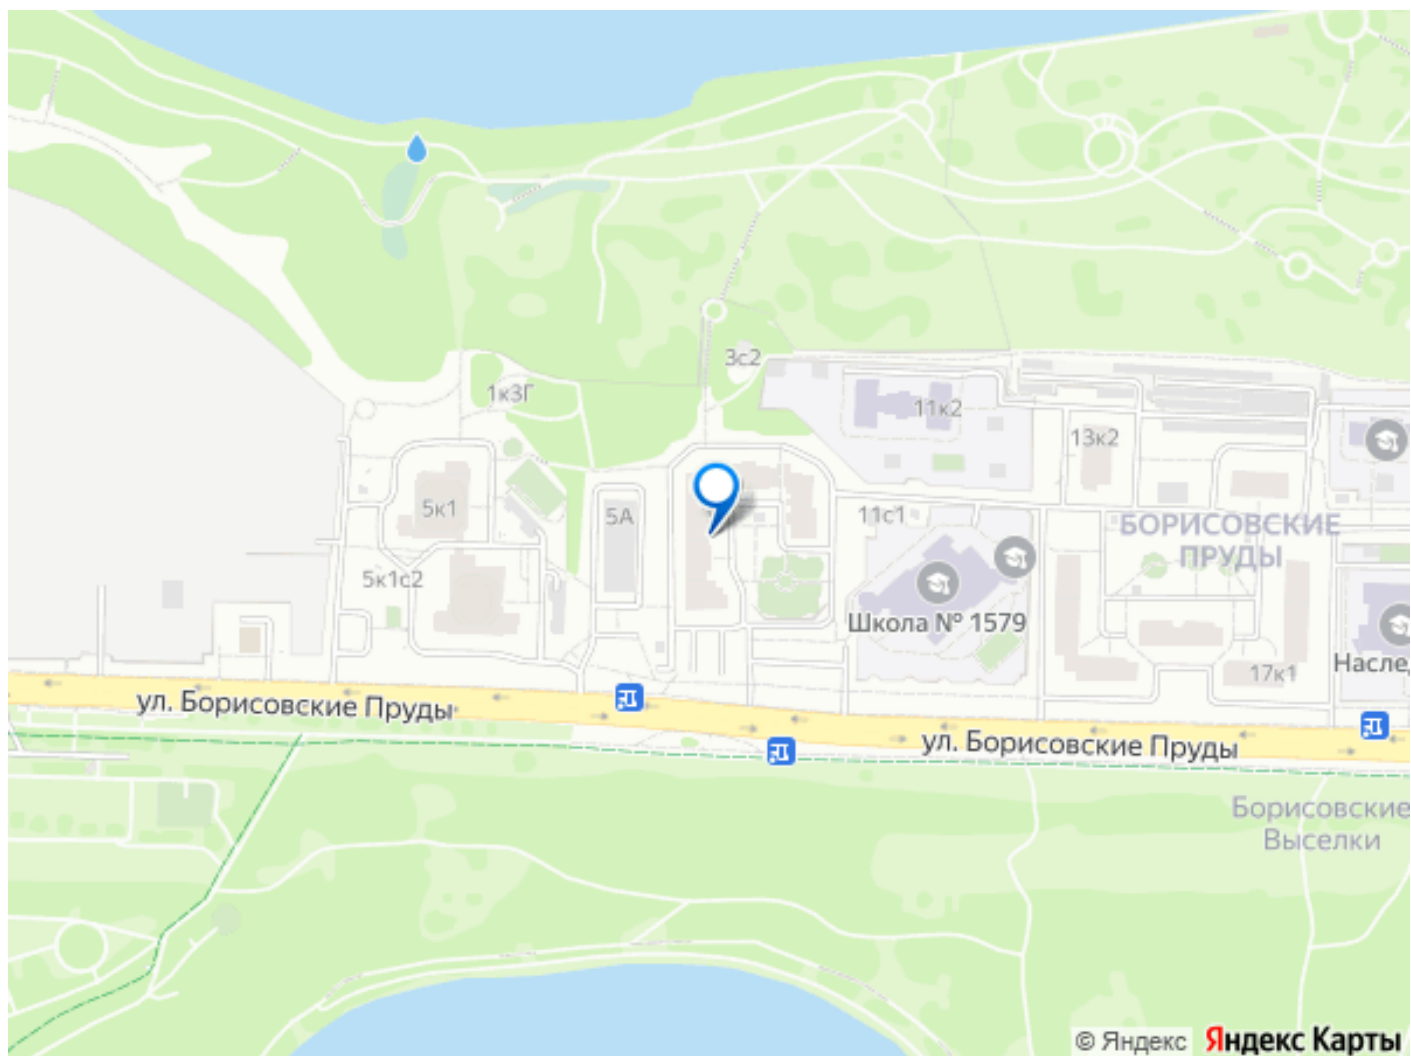 3с2
1к3Г
11к2
13к2
5к1
5А
11с1
БОРИСОВСКИЕ
ПРУДЫ
5к1с2
Школа № 1579
Насле
17к1
ул. Борисовские Пруды
ул. Борисовские Пруды
Борисовские
Выселки
© Яндекс Яндекс Карты